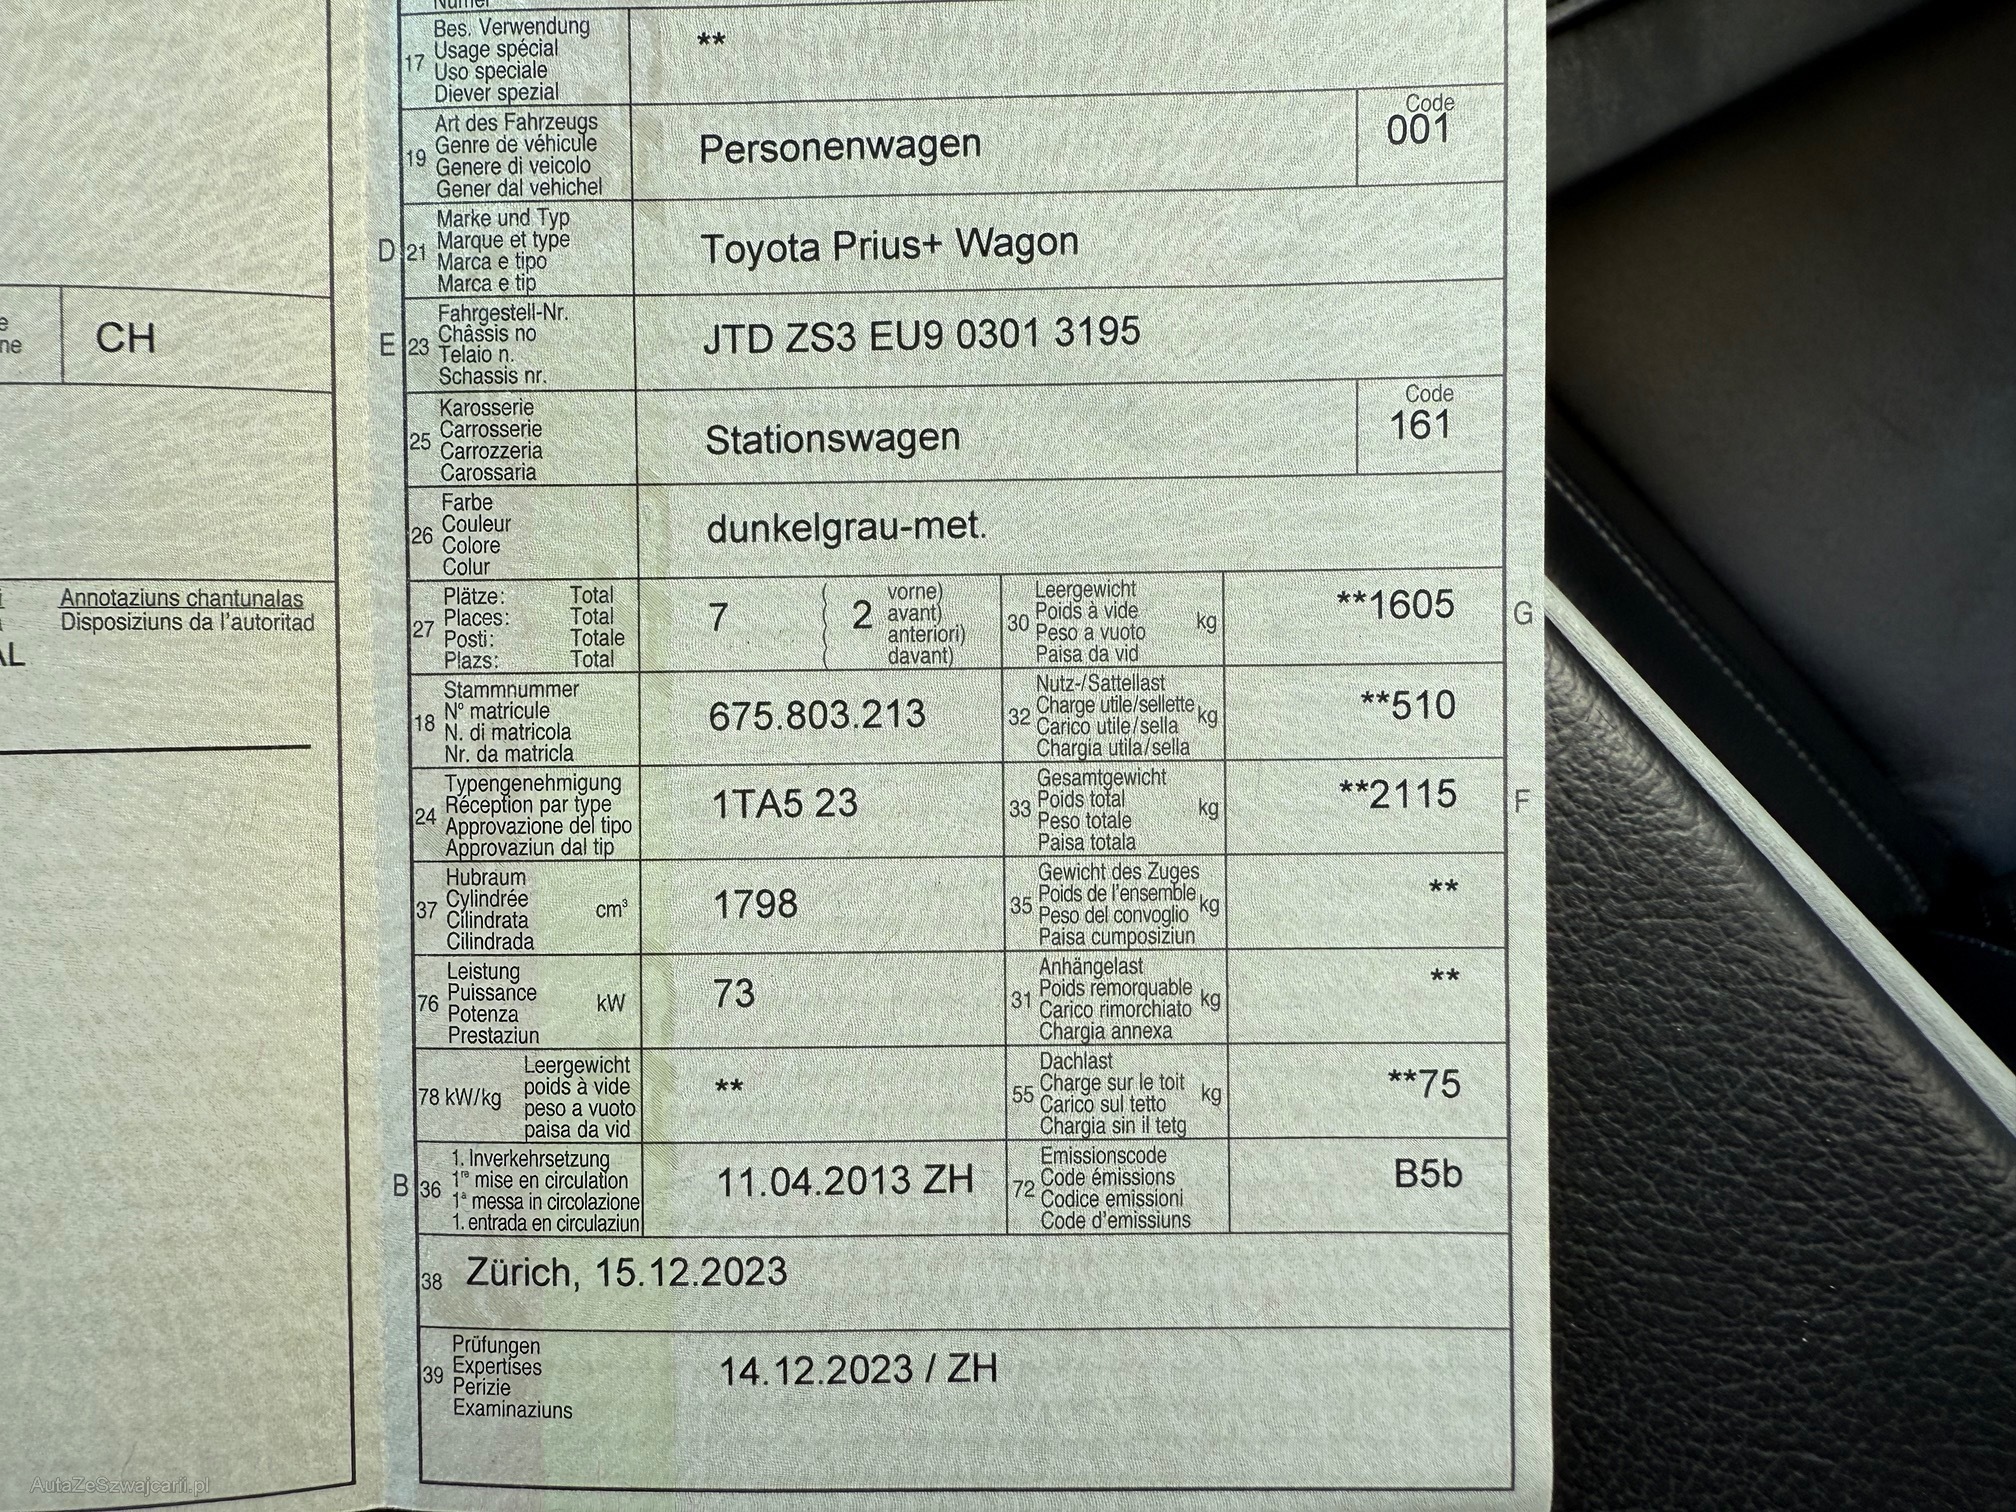 CH
Annotaziuns chantunalas
Disposiziuns da l'autoritad
Numer
17 Bes. Verwendung
Usage spécial
Uso speciale
Diever spezial
**
19 Art des Fahrzeugs
Genre de véhicule
Genere di veicolo
Gener dal vehichel
Personenwagen
Code
001
D 21 Marke und Typ
Marque et type
Marca e tipo
Marca e tip
Toyota Prius+ Wagon
E 23 Fahrgestell-Nr.
Châssis no
Telaio n.
Schassis nr.
JTD ZS3 EU9 0301 3195
25 Karosserie
Carrosserie
Carrozzeria
Carossaria
Stationswagen
Code
161
26 Farbe
Couleur
Colore
Colur
dunkelgrau-met.
27 Plätze: Total
Places: Total
Posti: Totale
Plazs: Total
7 ( 2 vorne)
( avant)
( anteriori)
( davant)
30 Leergewicht
Poids à vide
Peso a vuoto
Paisa da vid
kg
**1605 G
18 Stammnummer
N° matricule
N. di matricola
Nr. da matricla
675.803.213
32 Nutz-/Sattellast
Charge utile/sellette
Carico utile/sella
Chargia utila/sella
kg
**510
24 Typengenehmigung
Réception par type
Approvazione del tipo
Approvaziun dal tip
1TA5 23
33 Gesamtgewicht
Poids total
Peso totale
Paisa totala
kg
**2115 F
37 Hubraum
Cylindrée
Cilindrata
Cilindrada
cm³
1798
35 Gewicht des Zuges
Poids de l'ensemble
Peso del convoglio
Paisa cumposiziun
kg
**
76 Leistung
Puissance
Potenza
Prestaziun
kW
73
31 Anhängelast
Poids remorquable
Carico rimorchiato
Chargia annexa
kg
**
78 kW/kg Leergewicht
poids à vide
peso a vuoto
paisa da vid
**
55 Dachlast
Charge sur le toit
Carico sul tetto
Chargia sin il tetg
kg
**75
B 36 1. Inverkehrsetzung
1re mise en circulation
1a messa in circolazione
1. entrada en circulaziun
11.04.2013 ZH
72 Emissionscode
Code émissions
Codice emissioni
Code d'emissiuns
B5b
38 Zürich, 15.12.2023
39 Prüfungen
Expertises
Perizie
Examinaziuns
14.12.2023 / ZH
AutaZeSzwajcarii.pl